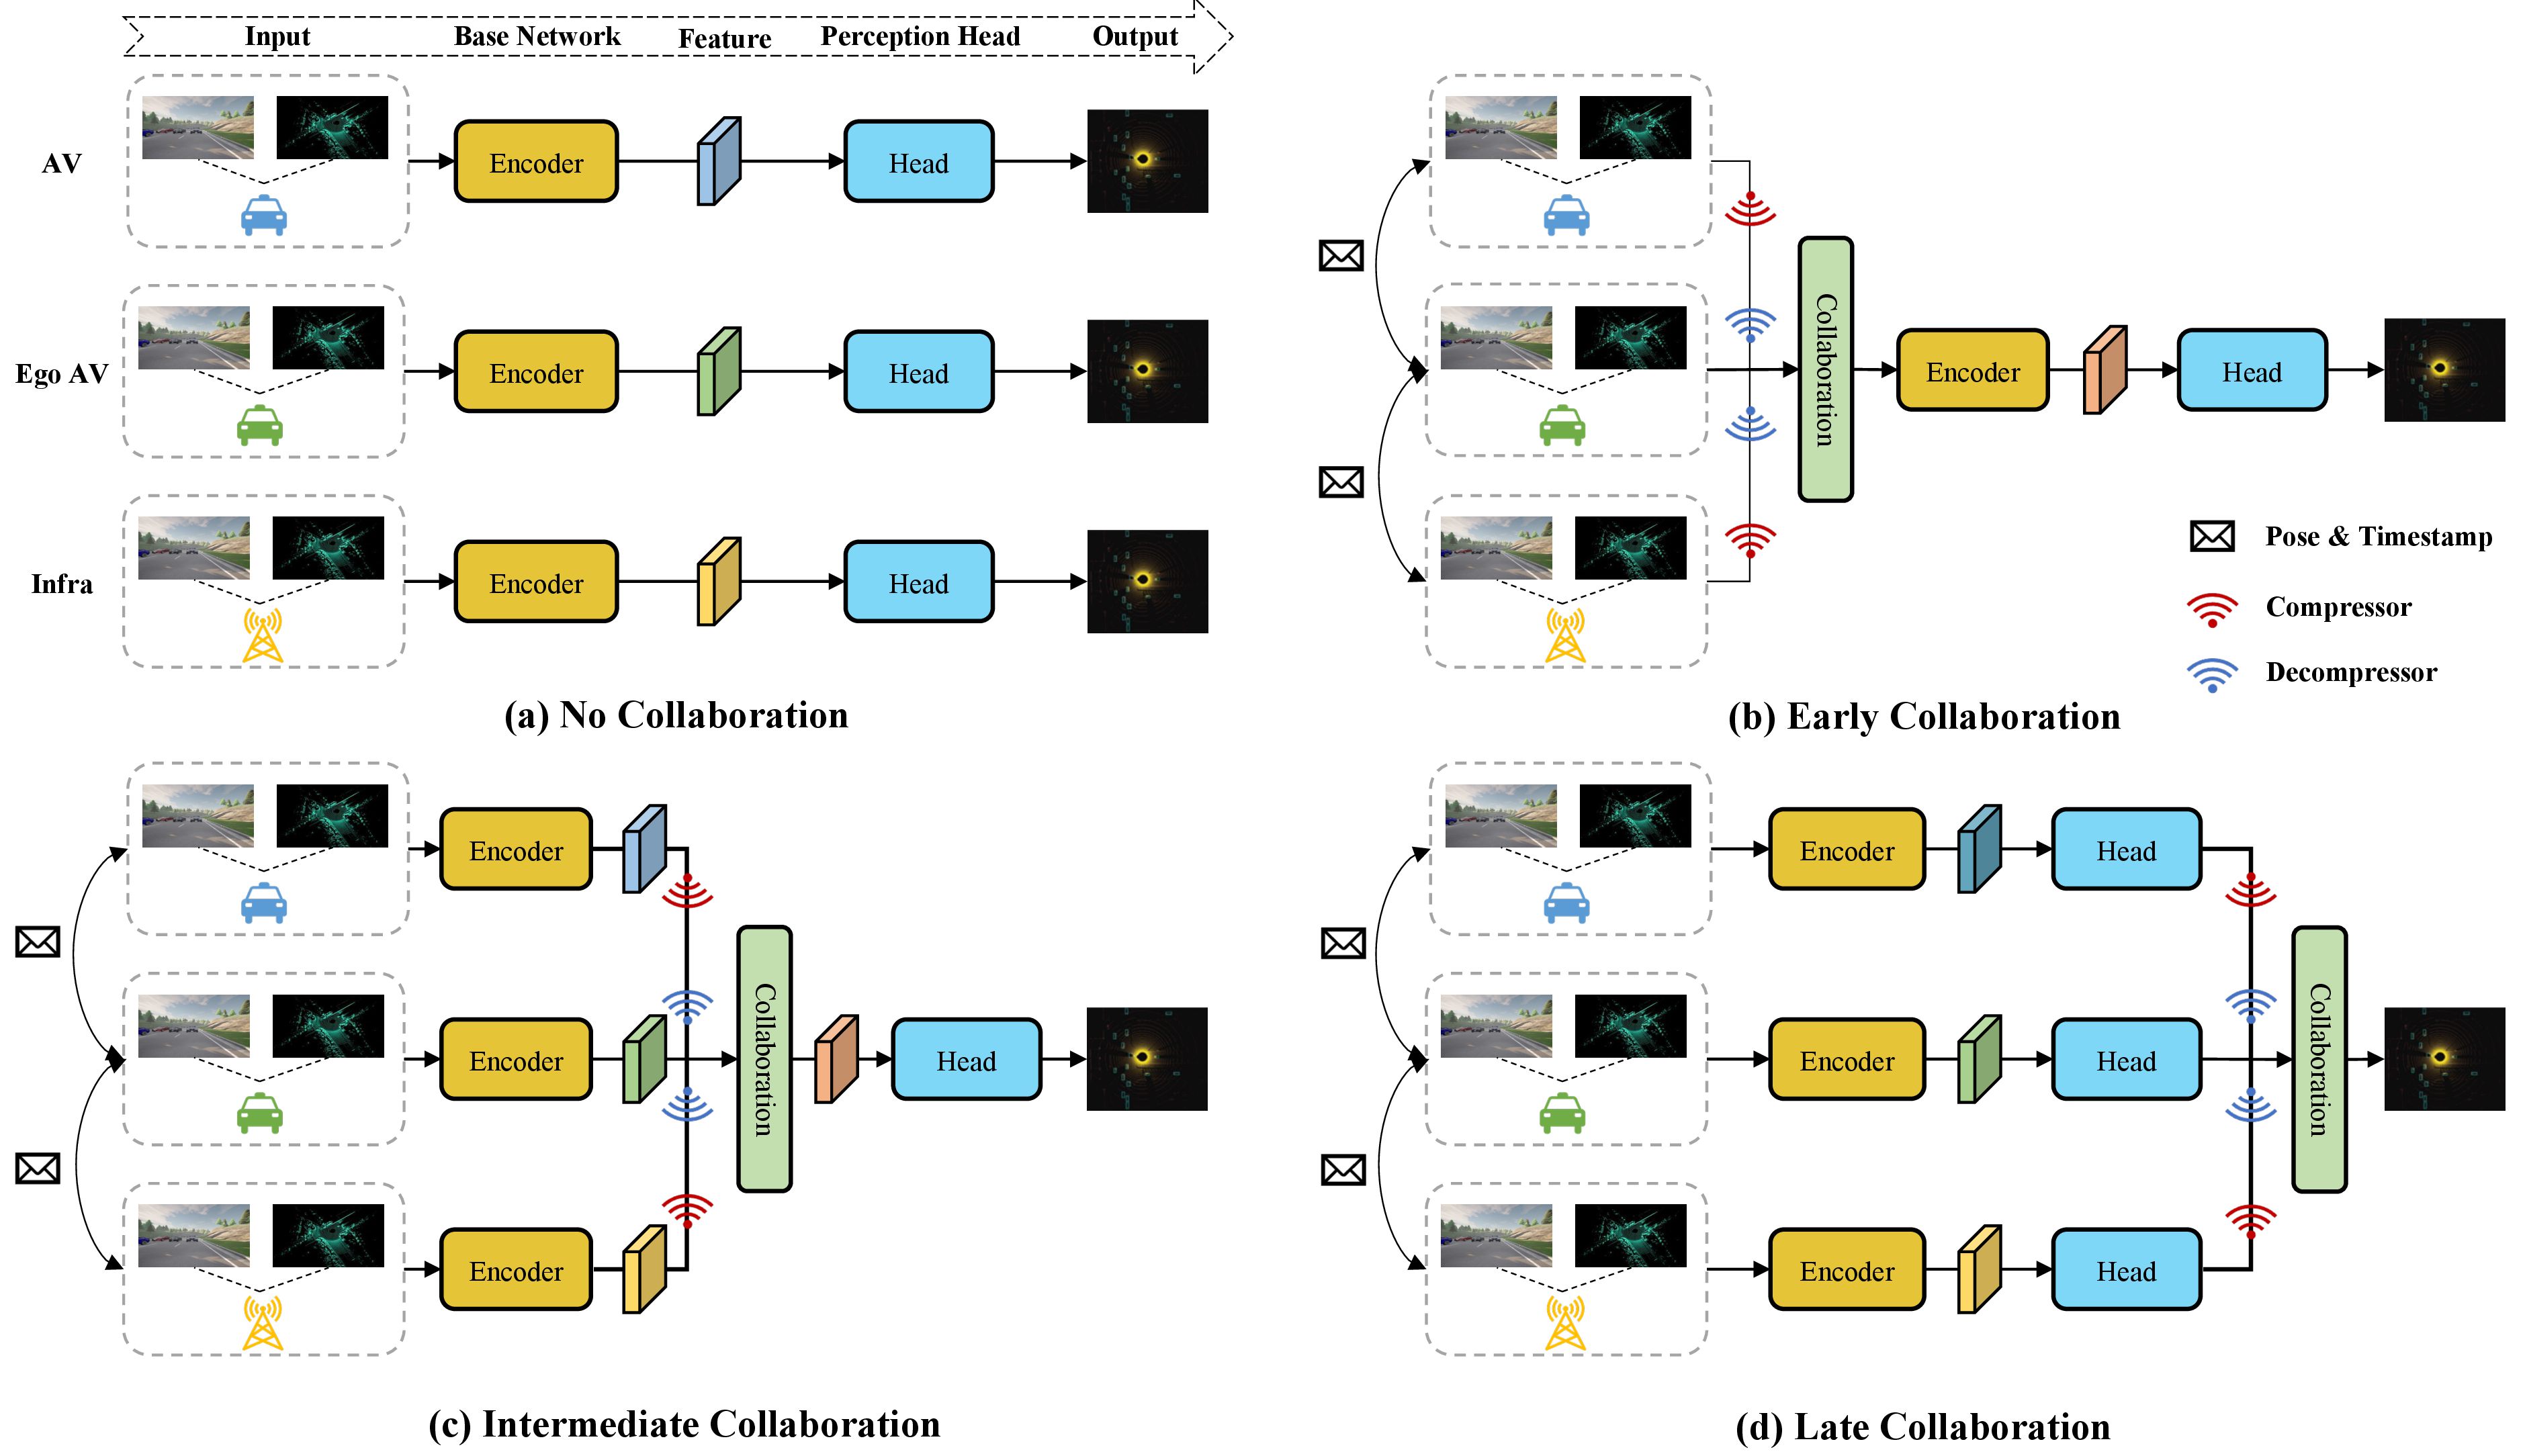 Input Base Network Feature Perception Head Output
AV
Encoder
Head
Ego AV
Encoder
Head
Infra
Encoder
Head
(a) No Collaboration
Collaboration
Encoder
Head
Pose & Timestamp
Compressor
Decompressor
(b) Early Collaboration
Encoder
Encoder
Encoder
Collaboration
Head
(c) Intermediate Collaboration
Encoder
Head
Encoder
Head
Encoder
Head
Collaboration
(d) Late Collaboration